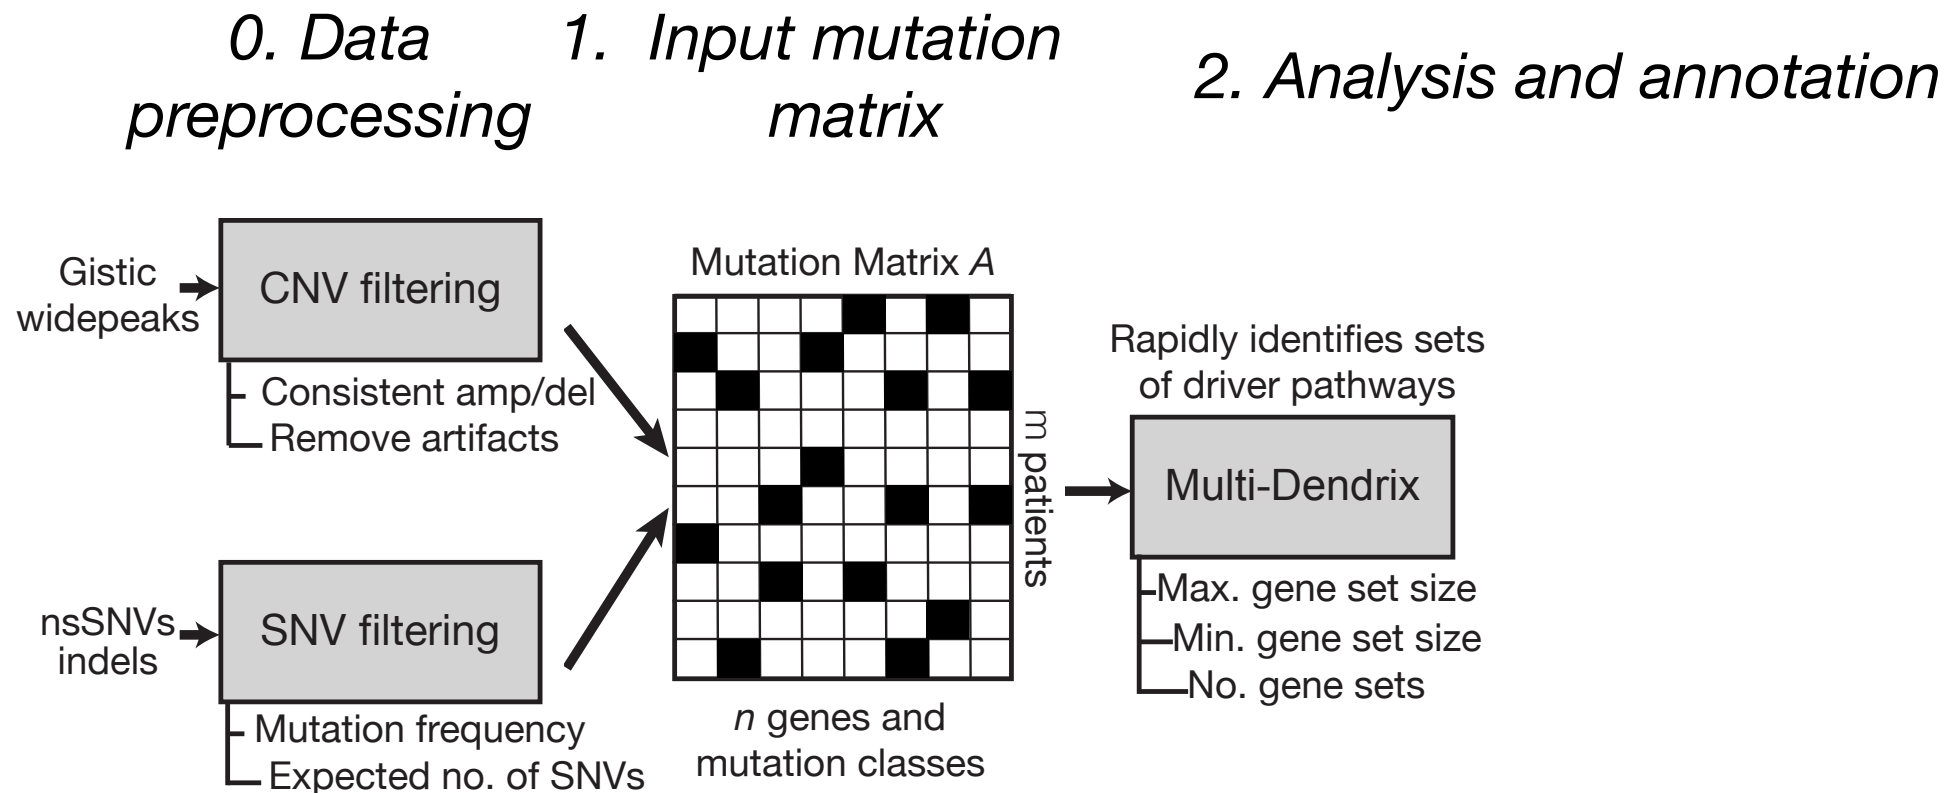 0. Data
preprocessing
1. Input mutation
matrix
2. Analysis and annotation
Gistic
widepeaks
CNV filtering
Consistent amp/del
Remove artifacts
nsSNVs
indels
SNV filtering
Mutation frequency
Expected no. of SNVs
Mutation Matrix A
m patients
n genes and
mutation classes
Rapidly identifies sets
of driver pathways
Multi-Dendrix
Max. gene set size
Min. gene set size
No. gene sets